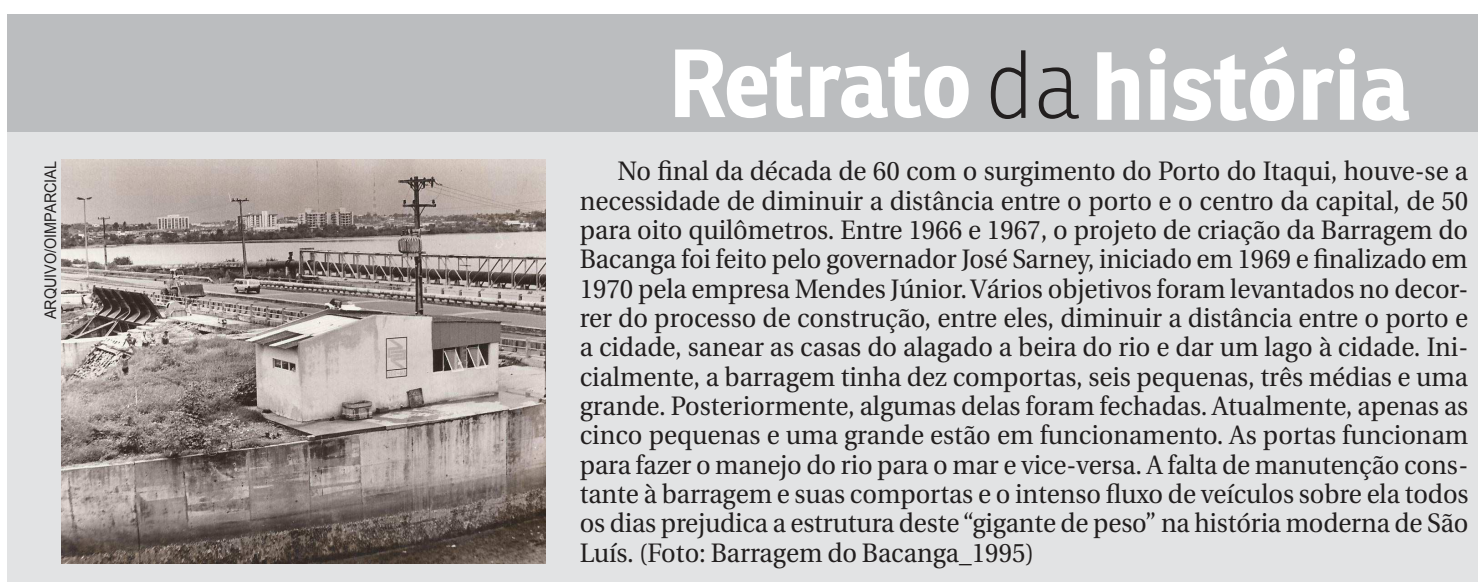 Retrato da história
ARQUIVO/OIMPARCIAL
No final da década de 60 com o surgimento do Porto do Itaqui, houve-se a
necessidade de diminuir a distância entre o porto e o centro da capital, de 50
para oito quilômetros. Entre 1966 e 1967, o projeto de criação da Barragem do
Bacanga foi feito pelo governador José Sarney, iniciado em 1969 e finalizado em
1970 pela empresa Mendes Júnior. Vários objetivos foram levantados no decor-
rer do processo de construção, entre eles, diminuir a distância entre o porto e
a cidade, sanear as casas do alagado a beira do rio e dar um lago à cidade. Ini-
cialmente, a barragem tinha dez comportas, seis pequenas, três médias e uma
grande. Posteriormente, algumas delas foram fechadas. Atualmente, apenas as
cinco pequenas e uma grande estão em funcionamento. As portas funcionam
para fazer o manejo do rio para o mar e vice-versa. A falta de manutenção cons-
tante à barragem e suas comportas e o intenso fluxo de veículos sobre ela todos
os dias prejudica a estrutura deste “gigante de peso” na história moderna de São
Luís. (Foto: Barragem do Bacanga_1995)